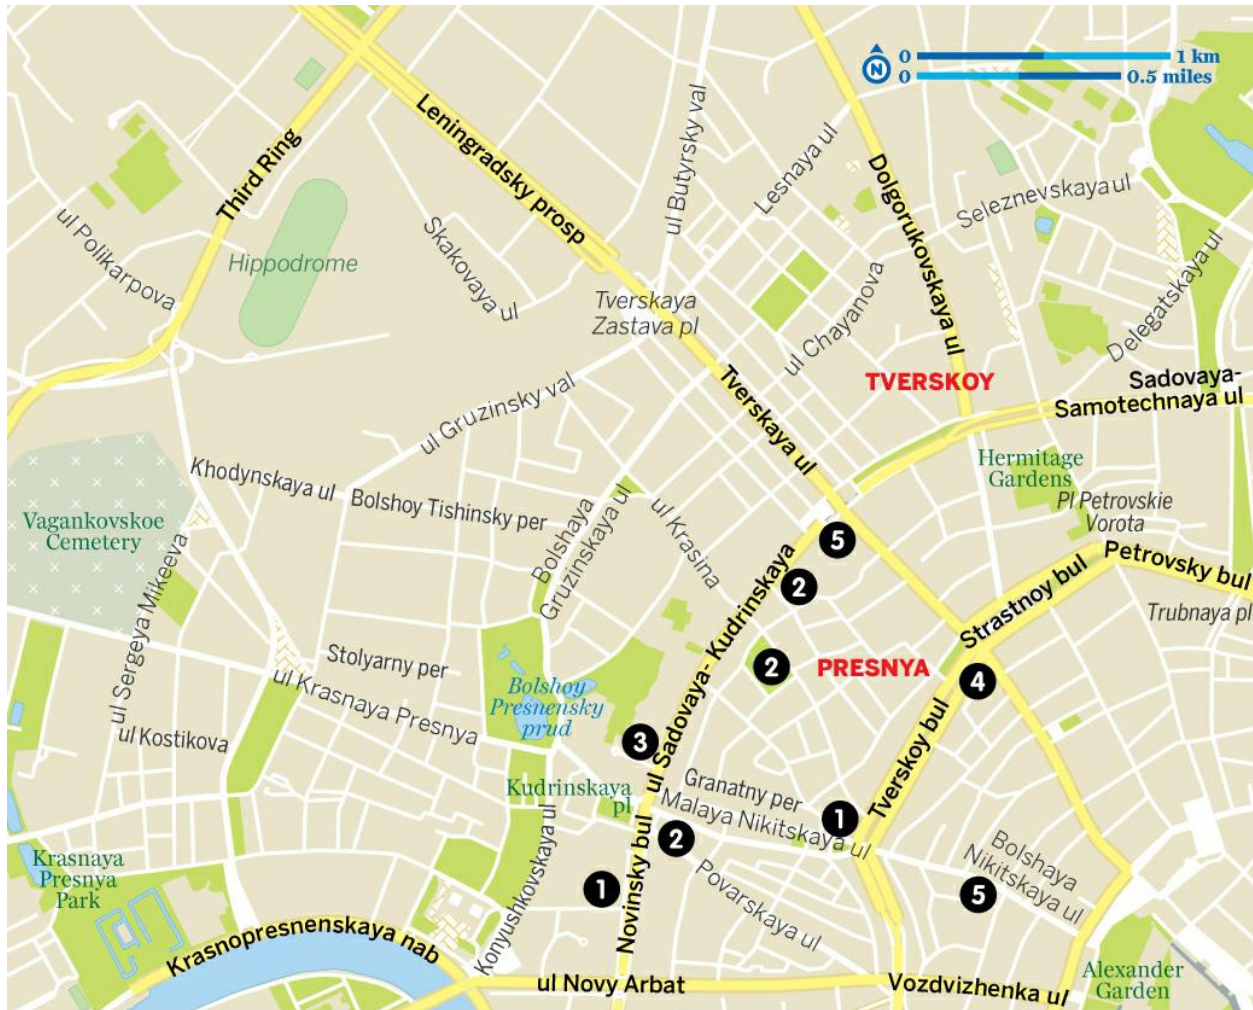 0
1 km
N
0
0.5 miles
Third Ring
Leningradsky prosp
ul Butyrsky val
Lesnaya ul
Dolgorukovskaya ul
Seleznevskaya ul
ul Polikarpova
Hippodrome
Skakovaya ul
Tverskaya
Zastava pl
ul Chayanova
Delegatskaya ul
TVERSKOY
Sadovaya-
Samotechnaya ul
ul Gruzinsky val
Tverskaya ul
Khodynskaya ul
Bolshoy Tishinsky per
Hermitage
Gardens
Pl Petrovskie
Vorota
Vagankovskoe
Cemetery
Bolshaya
Gruzinskaya ul
ul Krasina
5
2
Strastnoy bul
Petrovsky bul
Trubnaya pl
ul Sergeya Mikeeva
Stolyarny per
ul Krasnaya Presnya
Bolshoy
Presnensky
prud
ul Sadovaya-Kudrinskaya
2
PRESNYA
4
ul Kostikova
3
Tverskoy bul
Kudrinskaya
pl
Granatny per
Malaya Nikitskaya ul
1
2
Krasnaya
Presnya
Park
Konyushkovskaya ul
1
Novinsky bul
Povarskaya ul
Bolshaya
Nikitskaya ul
5
Krasnopresnenskaya nab
ul Novy Arbat
Vozdvizhenka ul
Alexander
Garden